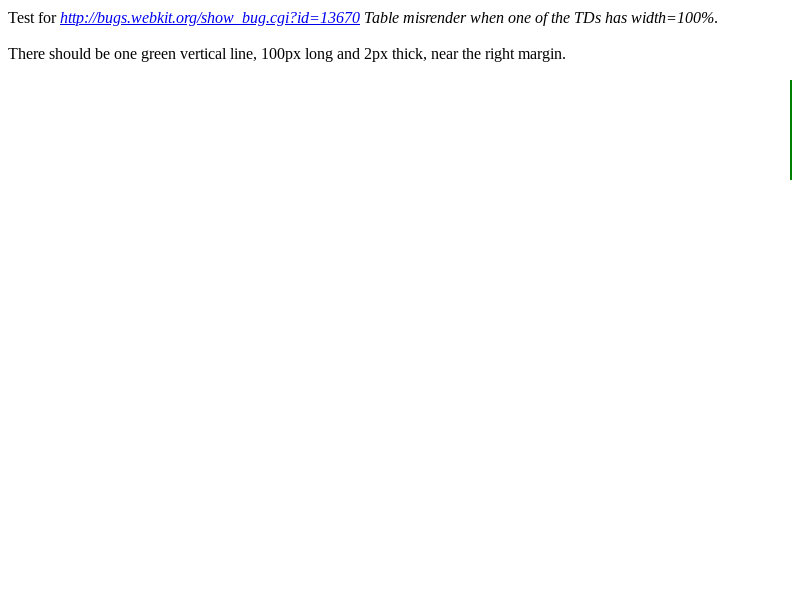 Test for http://bugs.webkit.org/show_bug.cgi?id=13670 Table misrender when one of the TDs has width=100%.
There should be one green vertical line, 100px long and 2px thick, near the right margin.